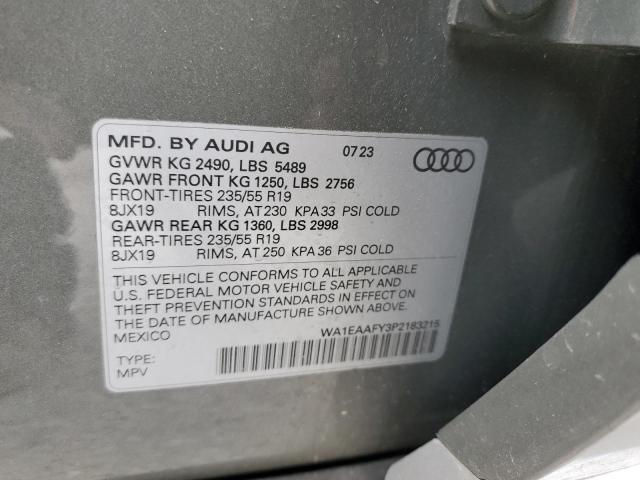 MFD. BY AUDI AG 07 23
GVWR KG 2490, LBS 5489
GAWR FRONT KG 1250, LBS 2756
FRONT-TIRES 235/55 R19
8JX19 RIMS, AT 230 KPA 33 PSI COLD
GAWR REAR KG 1360, LBS 2998
REAR-TIRES 235/55 R19
8JX19 RIMS, AT 250 KPA 36 PSI COLD
THIS VEHICLE CONFORMS TO ALL APPLICABLE
U.S. FEDERAL MOTOR VEHICLE SAFETY AND
THEFT PREVENTION STANDARDS IN EFFECT ON
THE DATE OF MANUFACTURE SHOWN ABOVE.
MEXICO WA1EAAFY3P2183215
TYPE:
MPV